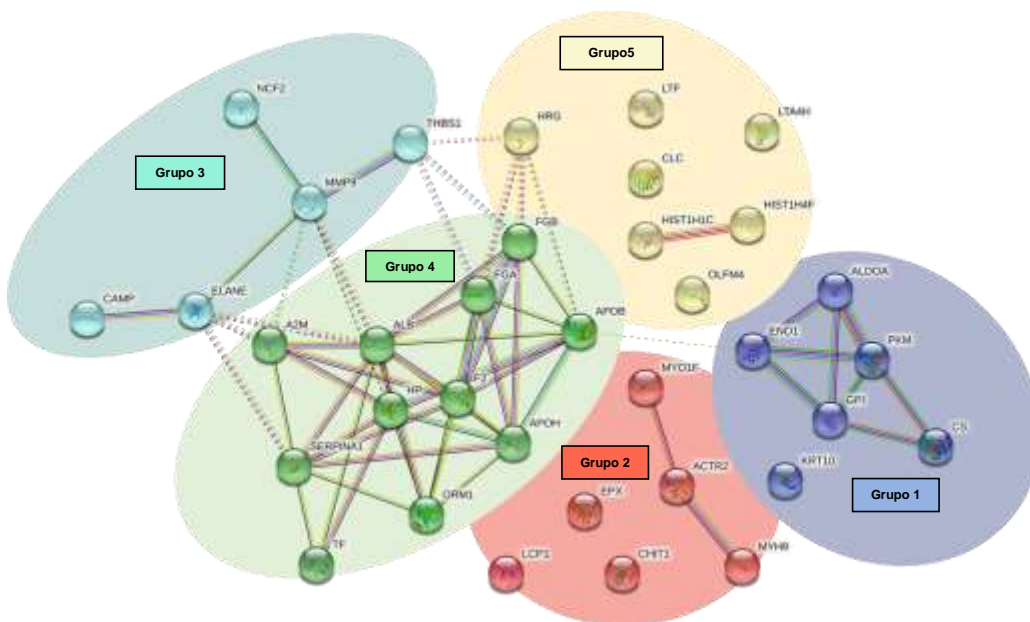 Grupo5
NCF2
LTF
LTA4H
THBS1
HRG
Grupo 3
CLC
MMP9
HIST1H1C
HIST1H4F
FGB
Grupo 4
FGA
OLFM4
ALDOA
CAMP
ELANE
A2M
ALB
APOB
ENO1
PKM
HP
F2
MYO1F
GPI
CS
APOH
SERPINA1
Grupo 2
ACTR2
KRT10
Grupo 1
ORM1
EPX
TF
LCP1
CHIT1